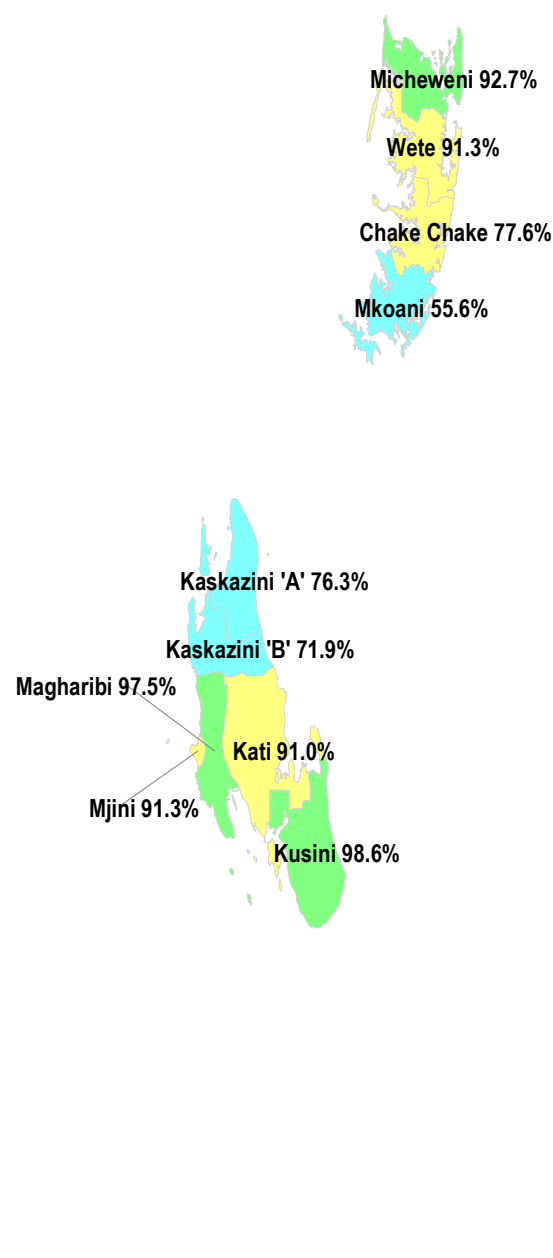 Micheweni 92.7%
Wete 91.3%
Chake Chake 77.6%
Mkoani 55.6%
Kaskazini 'A' 76.3%
Kaskazini 'B' 71.9%
Magharibi 97.5%
Kati 91.0%
Mjini 91.3%
Kusini 98.6%